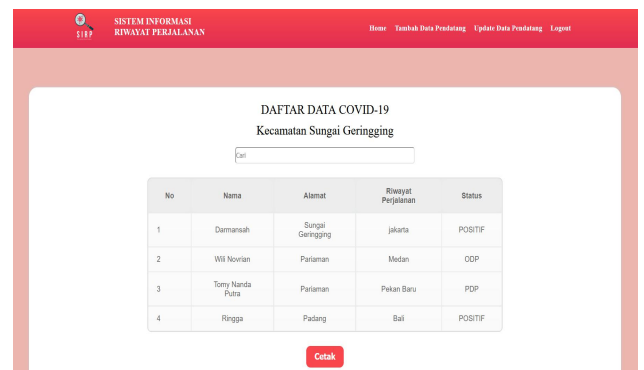 SIRP
SISTEM INFORMASI
RIWAYAT PERJALANAN
Home Tambah Data Pendatang Update Data Pendatang Logout
DAFTAR DATA COVID-19
Kecamatan Sungai Geringging
Cari
No Nama Alamat Riwayat Perjalanan Status
1 Darmansah Sungai Geringging jakarta POSITIF
2 Wili Novrian Pariaman Medan ODP
3 Tomy Nanda Putra Pariaman Pekan Baru PDP
4 Ringga Padang Bali POSITIF
Cetak